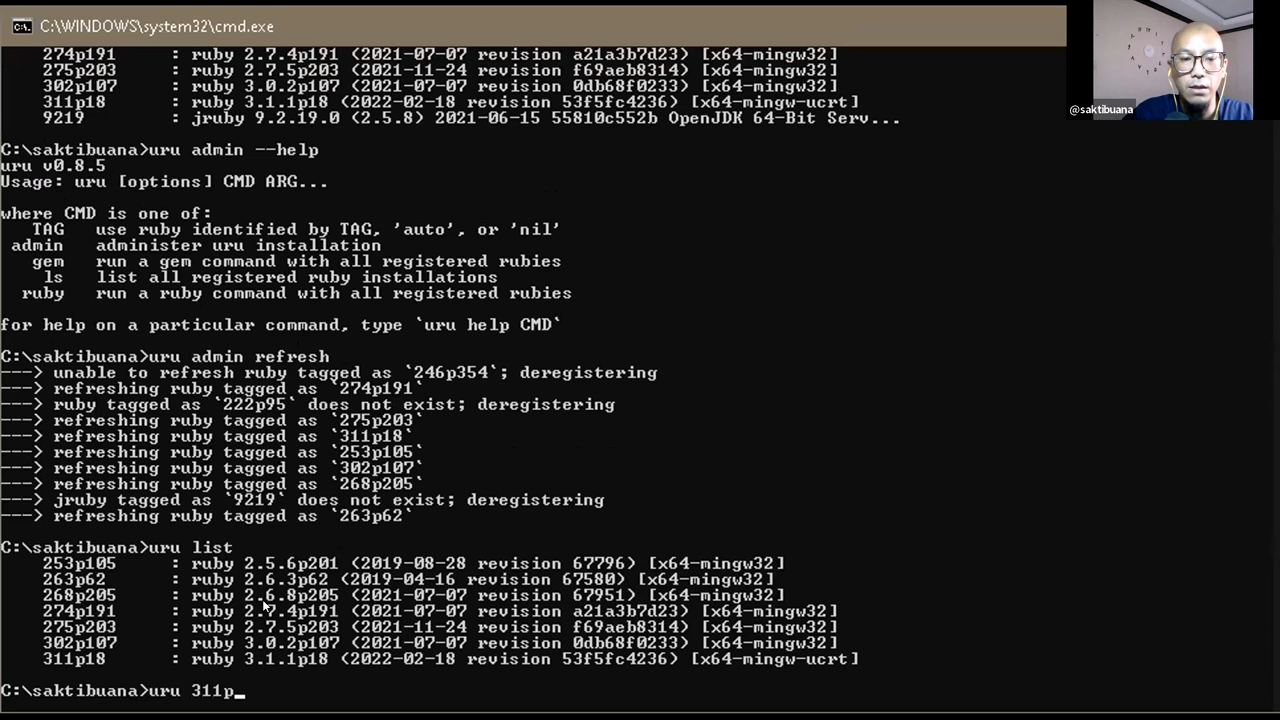 C:\WINDOWS\system32\cmd.exe
274p191 : ruby 2.7.4p191 (2021-07-07 revision a21a3b7d23) [x64-mingw32]
275p203 : ruby 2.7.5p203 (2021-11-24 revision f69aeb8314) [x64-mingw32]
302p107 : ruby 3.0.2p107 (2021-07-07 revision 0db68f0233) [x64-mingw32]
311p18 : ruby 3.1.1p18 (2022-02-18 revision 53f5fc4236) [x64-mingw-ucrt]
9219 : jruby 9.2.19.0 (2.5.8) 2021-06-15 55810c552b OpenJDK 64-Bit Serv...
@saktibuana
C:\saktibuana>uru admin --help
uru v0.8.5
Usage: uru [options] CMD ARG...
where CMD is one of:
TAG use ruby identified by TAG, 'auto', or 'nil'
admin administer uru installation
gem run a gem command with all registered rubies
ls list all registered ruby installations
ruby run a ruby command with all registered rubies
for help on a particular command, type `uru help CMD`
C:\saktibuana>uru admin refresh
---> unable to refresh ruby tagged as `246p354`; deregistering
---> refreshing ruby tagged as `274p191`
---> ruby tagged as `222p95` does not exist; deregistering
---> refreshing ruby tagged as `275p203`
---> refreshing ruby tagged as `311p18`
---> refreshing ruby tagged as `253p105`
---> refreshing ruby tagged as `302p107`
---> refreshing ruby tagged as `268p205`
---> jruby tagged as `9219` does not exist; deregistering
---> refreshing ruby tagged as `263p62`
C:\saktibuana>uru list
253p105 : ruby 2.5.6p201 (2019-08-28 revision 67796) [x64-mingw32]
263p62 : ruby 2.6.3p62 (2019-04-16 revision 67580) [x64-mingw32]
268p205 : ruby 2.6.8p205 (2021-07-07 revision 67951) [x64-mingw32]
274p191 : ruby 2.7.4p191 (2021-07-07 revision a21a3b7d23) [x64-mingw32]
275p203 : ruby 2.7.5p203 (2021-11-24 revision f69aeb8314) [x64-mingw32]
302p107 : ruby 3.0.2p107 (2021-07-07 revision 0db68f0233) [x64-mingw32]
311p18 : ruby 3.1.1p18 (2022-02-18 revision 53f5fc4236) [x64-mingw-ucrt]
C:\saktibuana>uru 311p_